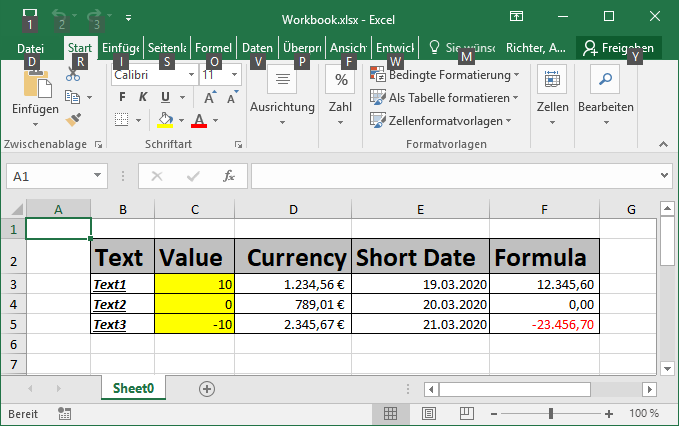 Workbook.xlsx - Excel
1 2 3
Datei Start Einfüge Seitenla Formel Daten Überprü Ansich Entwick Sie wünsc Richter, A... Freigeben
D R I S O V P F W M Y
Calibri 11
Einfügen
F K U A A
A
Zwischenablage
Schriftart
Ausrichtung
%
Zahl
Bedingte Formatierung
Als Tabelle formatieren
Zellenformatvorlagen
Formatvorlagen
Zellen
Bearbeiten
A1 fx
A B C D E F G
1
2 Text Value Currency Short Date Formula
3 Text1 10 1.234,56 € 19.03.2020 12.345,60
4 Text2 0 789,01 € 20.03.2020 0,00
5 Text3 -10 2.345,67 € 21.03.2020 -23.456,70
6
7
Sheet0
Bereit 100 %